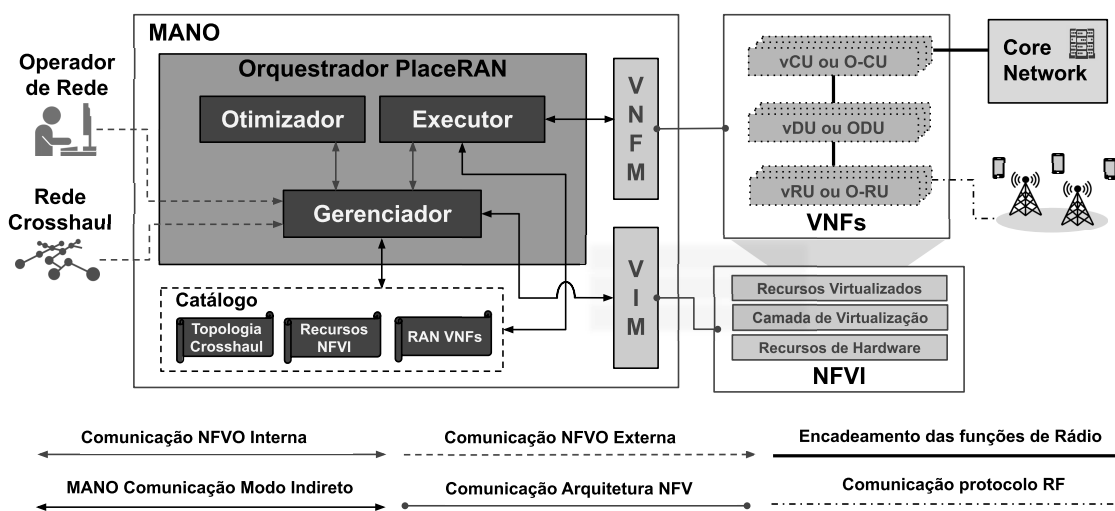 MANO
Orquestrador PlaceRAN
Otimizador
Executor
Gerenciador
Operador
de Rede
Rede
Crosshaul
Catálogo
Topologia
Crosshaul
Recursos
NFVI
RAN VNFs
V
N
F
M
V
I
M
vCU ou O-CU
vDU ou ODU
vRU ou O-RU
VNFs
Core
Network
Recursos Virtualizados
Camada de Virtualização
Recursos de Hardware
NFVI
Comunicação NFVO Interna
Comunicação NFVO Externa
Encadeamento das funções de Rádio
MANO Comunicação Modo Indireto
Comunicação Arquitetura NFV
Comunicação protocolo RF